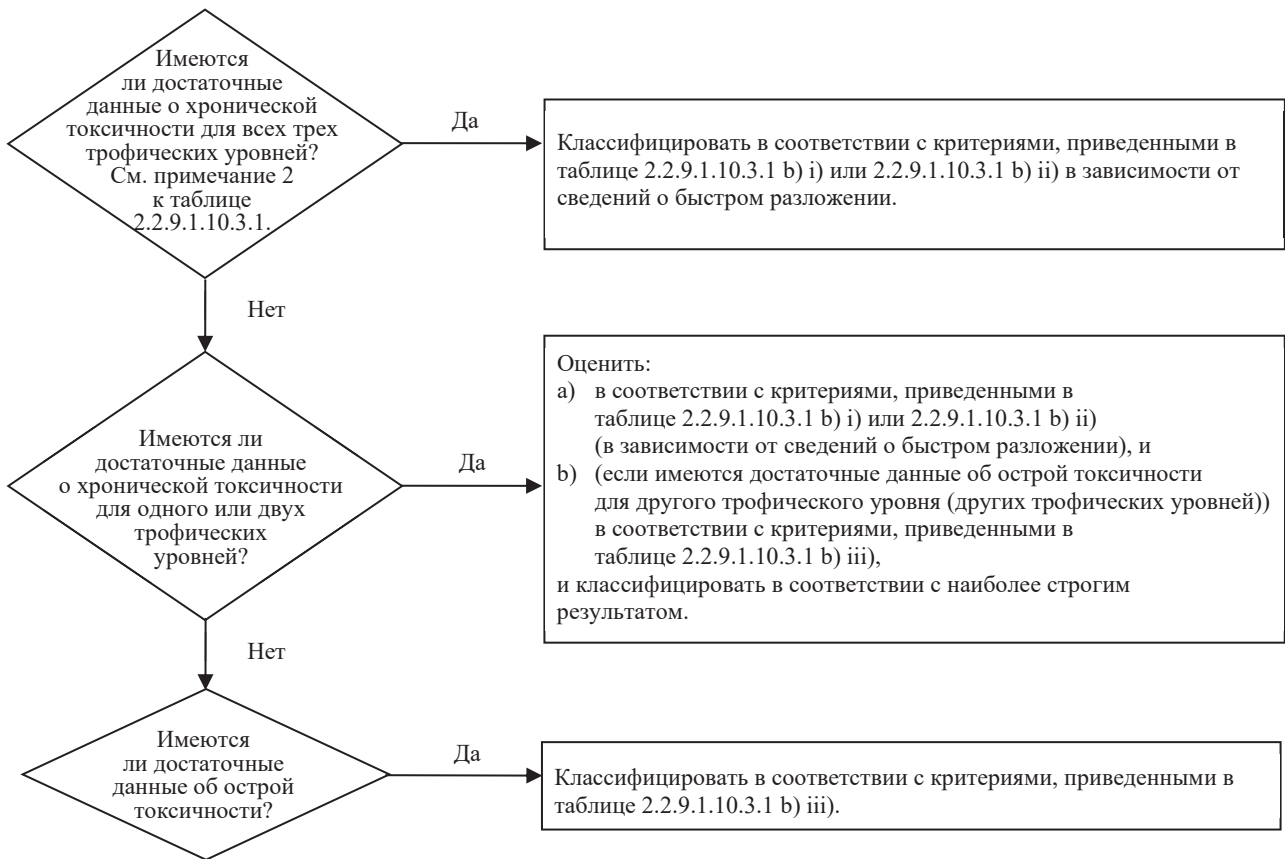 Имеются
ли достаточные
данные о хронической
токсичности для всех трех
трофических уровней?
См. примечание 2
к таблице
2.2.9.1.10.3.1.
Да
Классифицировать в соответствии с критериями, приведенными в
таблице 2.2.9.1.10.3.1 b) i) или 2.2.9.1.10.3.1 b) ii) в зависимости от
сведений о быстром разложении.
Нет
Имеются ли
достаточные данные
о хронической токсичности
для одного или двух
трофических
уровней?
Да
Оценить:
a) в соответствии с критериями, приведенными в
таблице 2.2.9.1.10.3.1 b) i) или 2.2.9.1.10.3.1 b) ii)
(в зависимости от сведений о быстром разложении), и
b) (если имеются достаточные данные об острой токсичности
для другого трофического уровня (других трофических уровней))
в соответствии с критериями, приведенными в
таблице 2.2.9.1.10.3.1 b) iii),
и классифицировать в соответствии с наиболее строгим
результатом.
Нет
Имеются
ли достаточные
данные об острой
токсичности?
Да
Классифицировать в соответствии с критериями, приведенными в
таблице 2.2.9.1.10.3.1 b) iii).